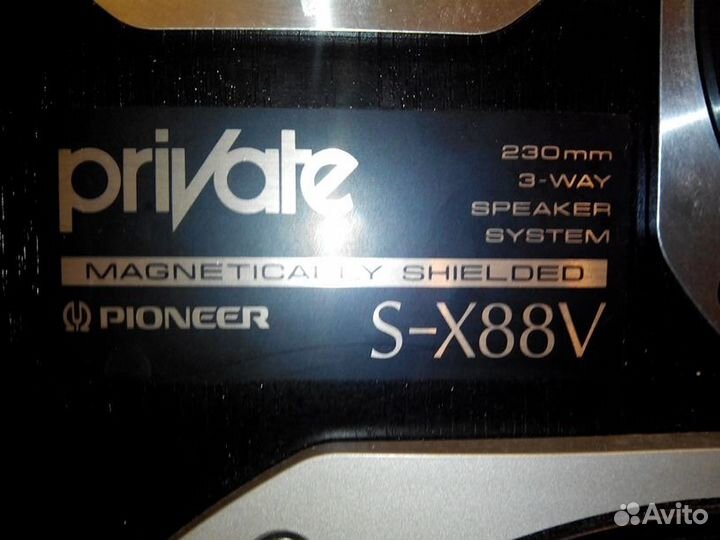 private
230mm
3-WAY
SPEAKER
SYSTEM
MAGNETICALLY SHIELDED
PIONEER
S-X88V
Avito